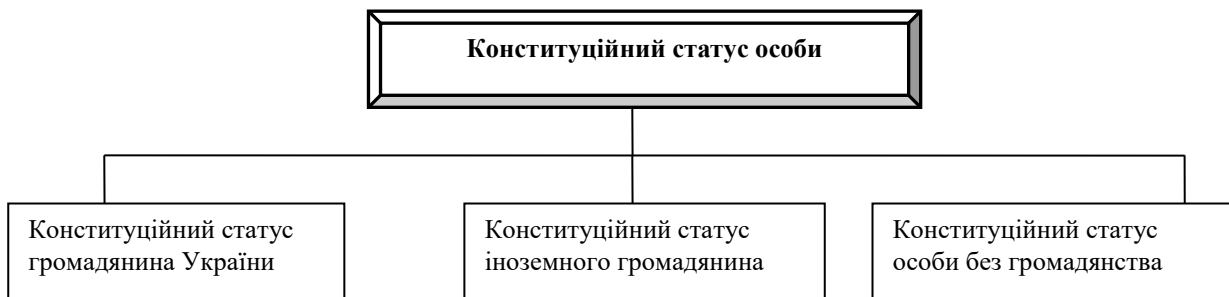 Конституційний статус особи
Конституційний статус
громадянина України
Конституційний статус
іноземного громадянина
Конституційний статус
особи без громадянства